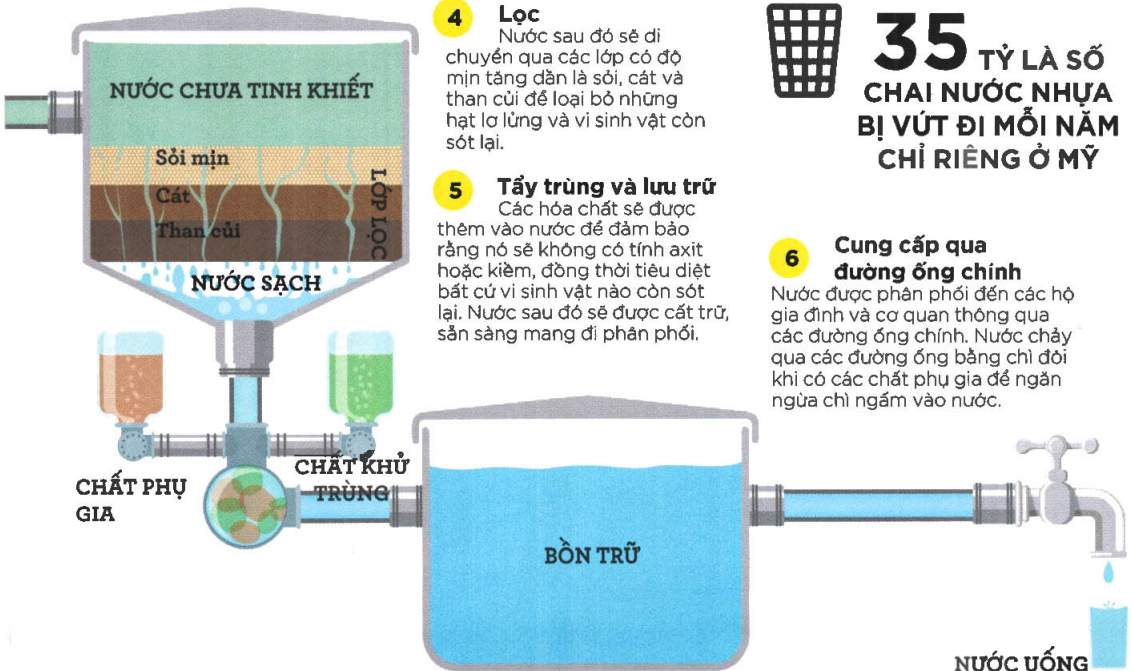 NƯỚC CHƯA TINH KHIẾT
Sỏi mịn
Cát
Than củi
LỚP LỌC
NƯỚC SẠCH
CHẤT PHỤ
GIA
CHẤT KHỬ
TRÙNG
BỒN TRỮ
NƯỚC UỐNG
4 Lọc
Nước sau đó sẽ di
chuyển qua các lớp có độ
mịn tăng dần là sỏi, cát và
than củi để loại bỏ những
hạt lơ lửng và vi sinh vật còn
sót lại.
5 Tẩy trùng và lưu trữ
Các hóa chất sẽ được
thêm vào nước để đảm bảo
rằng nó sẽ không có tính axit
hoặc kiềm, đồng thời tiêu diệt
bất cứ vi sinh vật nào còn sót
lại. Nước sau đó sẽ được cất trữ,
sẵn sàng mang đi phân phối.
35 TỶ LÀ SỐ
CHAI NƯỚC NHỰA
BỊ VỨT ĐI MỖI NĂM
CHỈ RIÊNG Ở MỸ
6 Cung cấp qua
đường ống chính
Nước được phân phối đến các hộ
gia đình và cơ quan thông qua
các đường ống chính. Nước chảy
qua các đường ống bằng chì đôi
khi có các chất phụ gia để ngăn
ngừa chì ngấm vào nước.